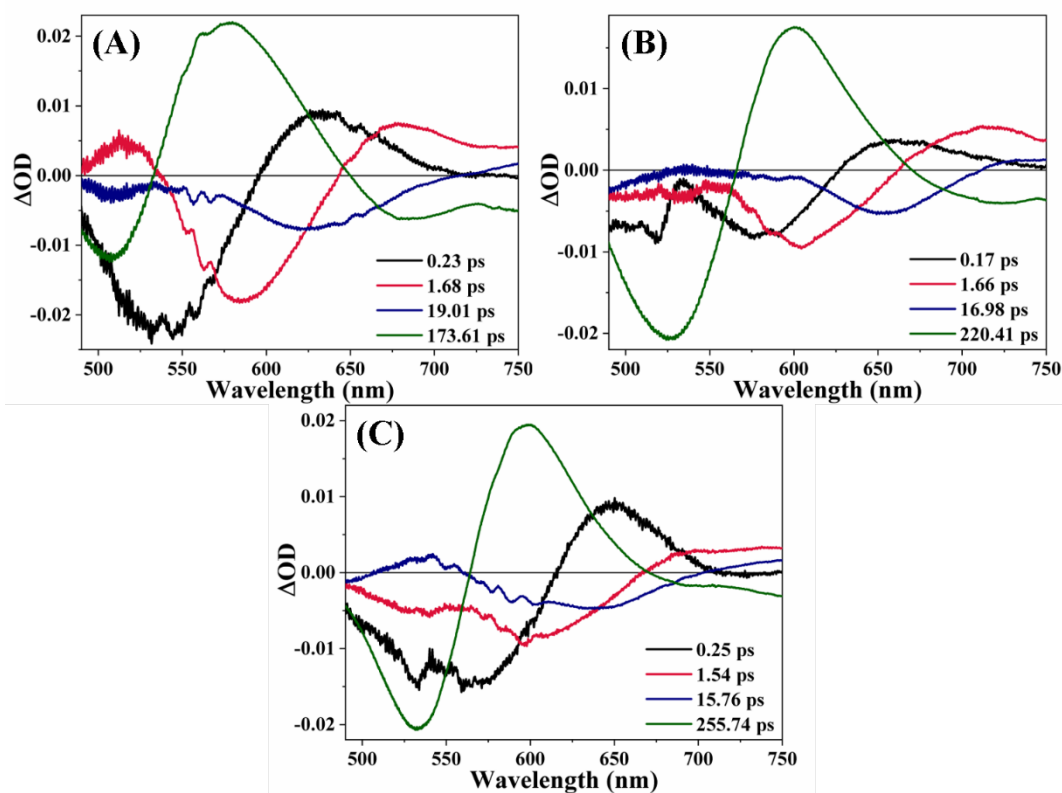 (A)
0.02
0.01
0.00
-0.01
-0.02
ΔOD
0.23 ps
1.68 ps
19.01 ps
173.61 ps
500 550 600 650 700 750
Wavelength (nm)
(B)
0.01
0.00
-0.01
-0.02
ΔOD
0.17 ps
1.66 ps
16.98 ps
220.41 ps
500 550 600 650 700 750
Wavelength (nm)
(C)
0.02
0.01
0.00
-0.01
-0.02
ΔOD
0.25 ps
1.54 ps
15.76 ps
255.74 ps
500 550 600 650 700 750
Wavelength (nm)